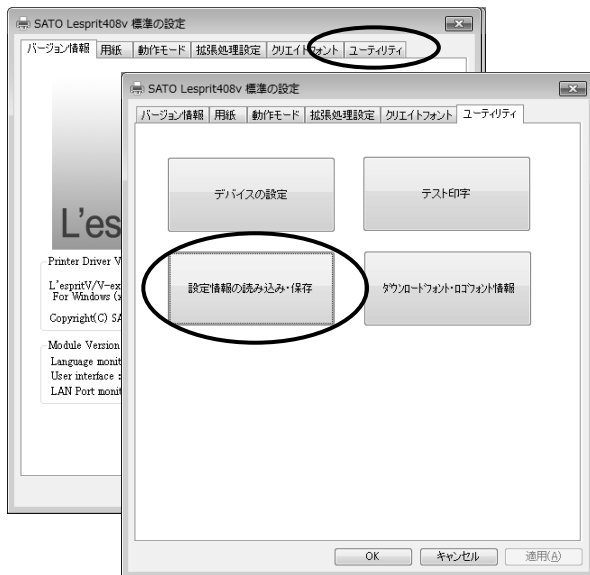 SATO Lesprit408v 標準の設定
バージョン情報 用紙 動作モード 拡張処理設定 クリエイトフォント ユーティリティ
L'es
Printer Driver V
L'espritV/V-ex
For Windows (x
Copyright(C) SA
Module Version
Language monit
User interface :
LAN Port monit
SATO Lesprit408v 標準の設定
バージョン情報 用紙 動作モード 拡張処理設定 クリエイトフォント ユーティリティ
デバイスの設定
テスト印字
設定情報の読み込み・保存
ダウンロードフォント・ロゴフォント情報
OK キャンセル 適用(A)